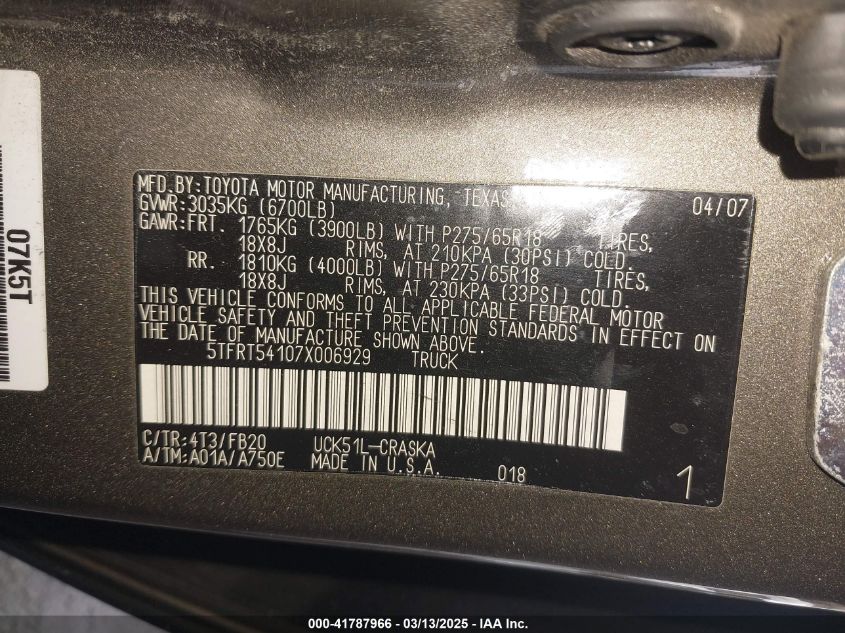 07K5T
MFD.BY:TOYOTA MOTOR MANUFACTURING, TEXAS, 04/07
GVWR:3035KG (6700LB)
GAWR:FRT. 1765KG (3900LB) WITH P275/65R18 TIRES,
18X8J RIMS, AT 210KPA (30PSI) COLD.
RR. 1810KG (4000LB) WITH P275/65R18 TIRES,
18X8J RIMS, AT 230KPA (33PSI) COLD.
THIS VEHICLE CONFORMS TO ALL APPLICABLE FEDERAL MOTOR
VEHICLE SAFETY AND THEFT PREVENTION STANDARDS IN EFFECT ON
THE DATE OF MANUFACTURE SHOWN ABOVE.
5TFRT54107X006929 TRUCK
C/TR:4T3/FB20 UCK51L-CRASKA
A/TM:A01A/A750E MADE IN U.S.A. 018 1
000-41787966 - 03/13/2025 - IAA Inc.